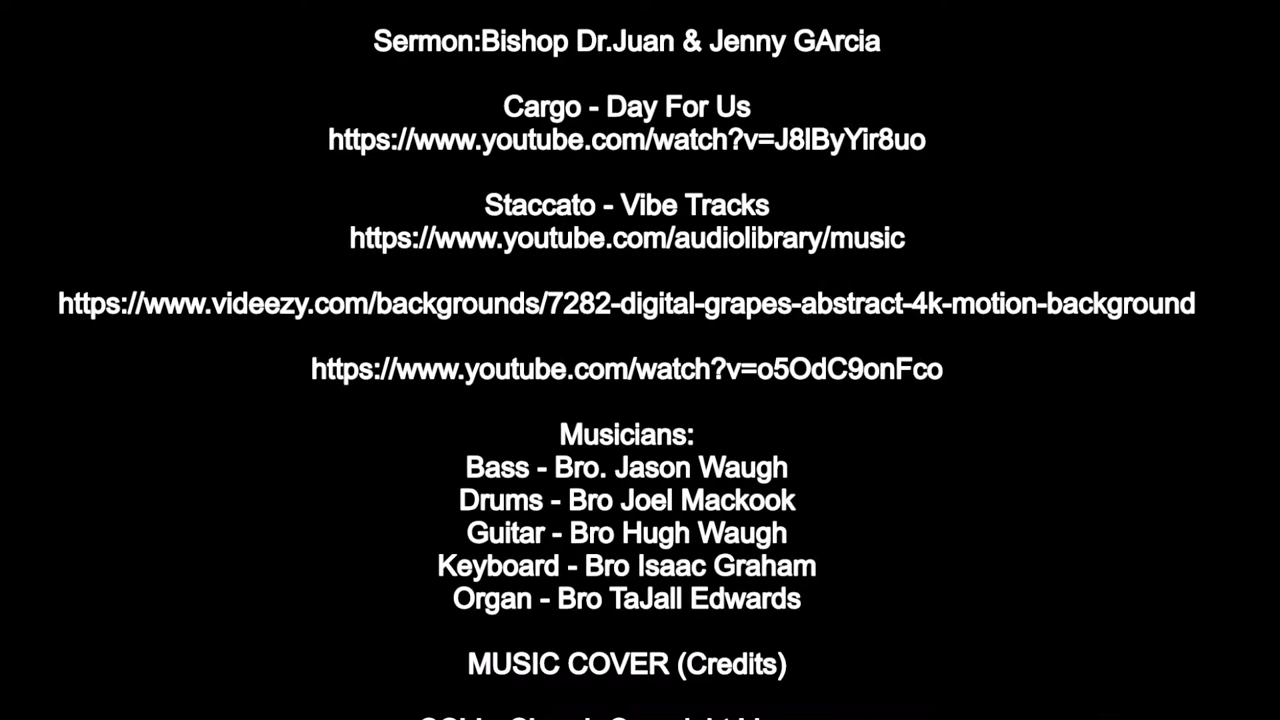 Sermon:Bishop Dr.Juan & Jenny GArcia
Cargo - Day For Us
https://www.youtube.com/watch?v=J8lByYir8uo
Staccato - Vibe Tracks
https://www.youtube.com/audiolibrary/music
https://www.videezy.com/backgrounds/7282-digital-grapes-abstract-4k-motion-background
https://www.youtube.com/watch?v=o5OdC9onFco
Musicians:
Bass - Bro. Jason Waugh
Drums - Bro Joel Mackook
Guitar - Bro Hugh Waugh
Keyboard - Bro Isaac Graham
Organ - Bro TaJall Edwards
MUSIC COVER (Credits)